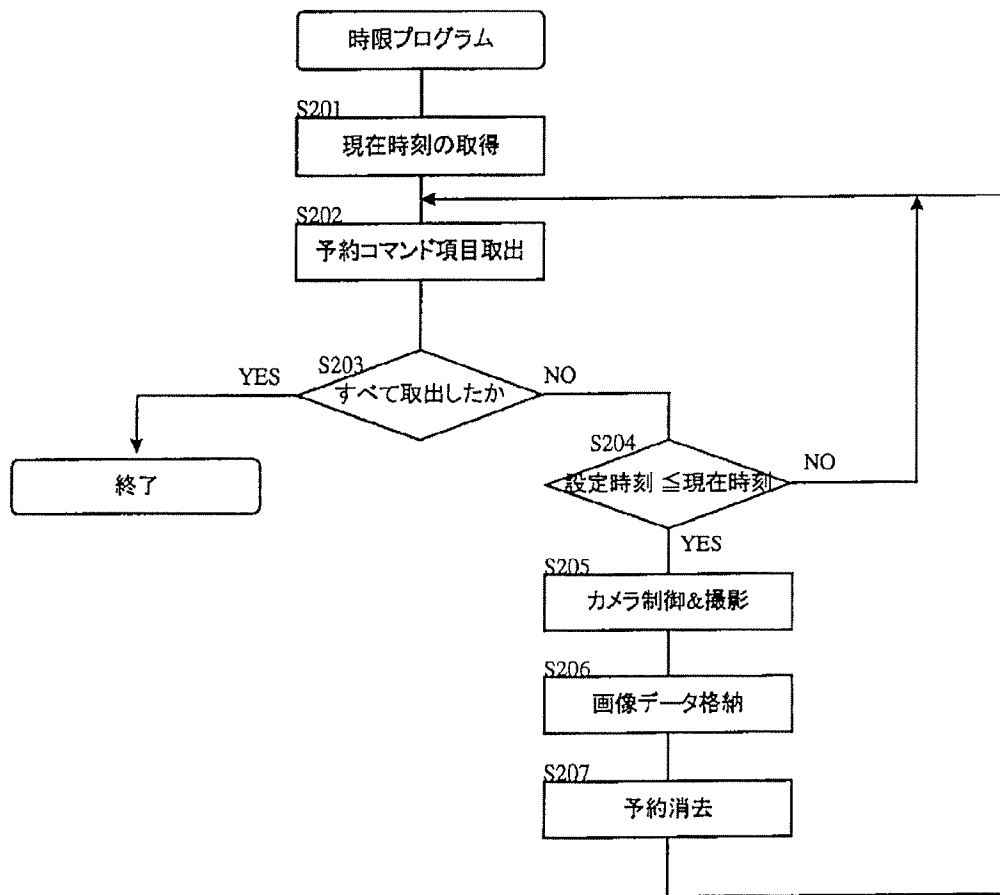 時限プログラム
S201
現在時刻の取得
S202
予約コマンド項目取出
S203
すべて取出したか
YES
NO
終了
S204
設定時刻 ≦現在時刻
NO
YES
S205
カメラ制御&撮影
S206
画像データ格納
S207
予約消去